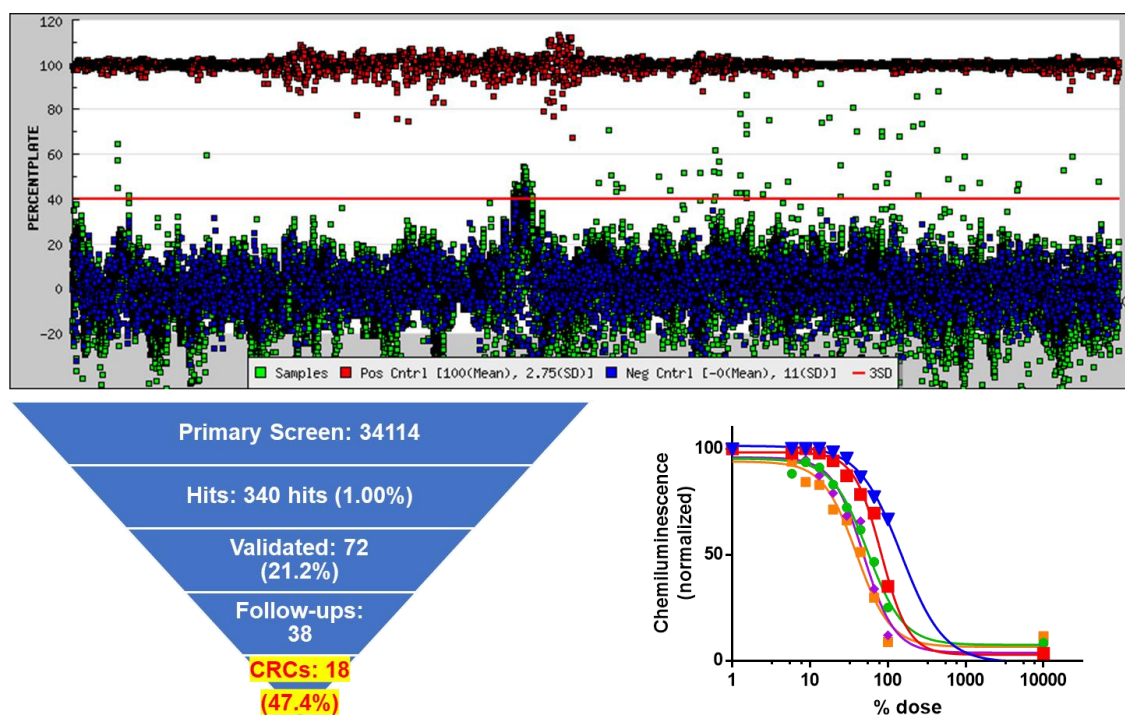 120
100
80
60
40
20
0
-20
PERCENTPLATE
Samples Pos Cntrl [100(Mean), 2.75(SD)] Neg Cntrl [-0(Mean), 11(SD)] 3SD
Primary Screen: 34114
Hits: 340 hits (1.00%)
Validated: 72
(21.2%)
Follow-ups:
38
CRCs: 18
(47.4%)
Chemiluminescence
(normalized)
100
50
0
1 10 100 1000 10000
% dose